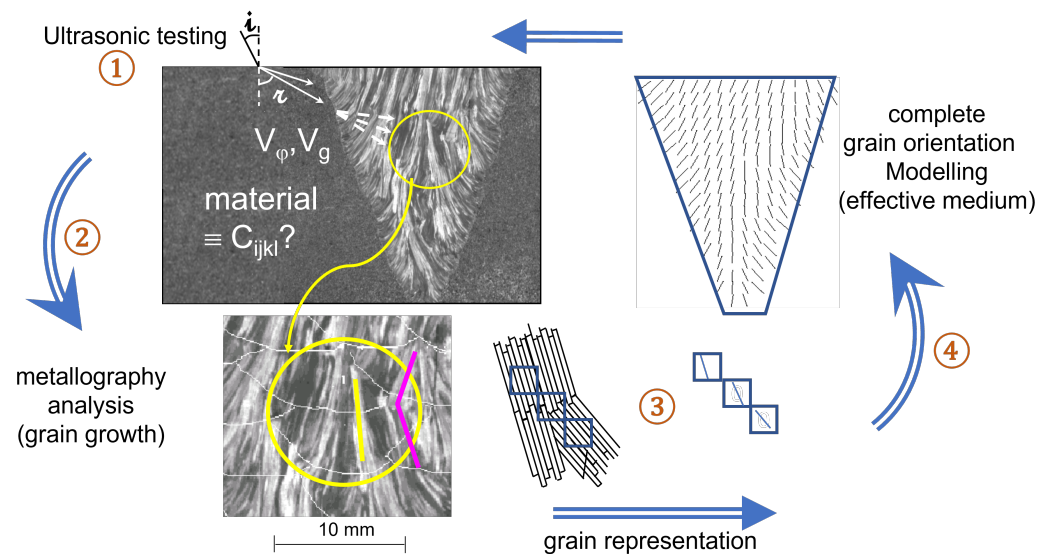 Ultrasonic testing
i
①
r
Vφ,Vg
material
≡ Cijkl?
②
metallography
analysis
(grain growth)
10 mm
③
grain representation
④
complete
grain orientation
Modelling
(effective medium)